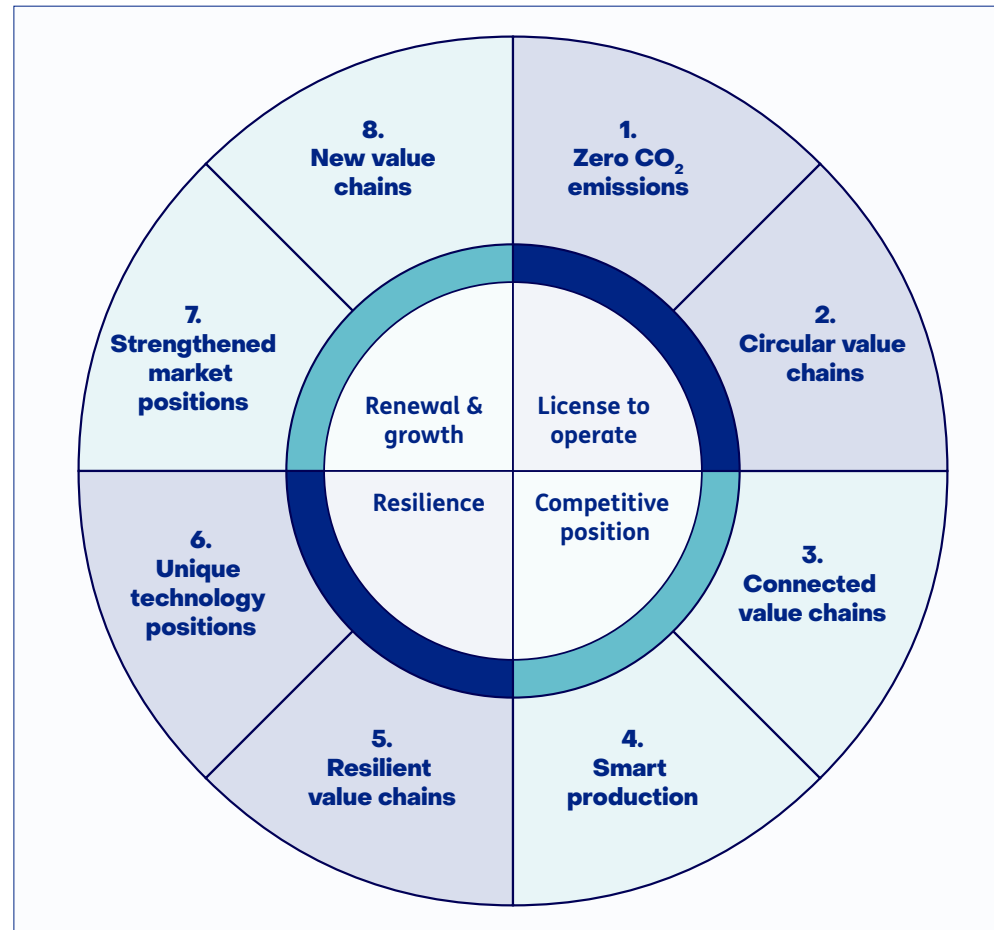 1.
Zero CO₂
emissions
2.
Circular value
chains
3.
Connected
value chains
4.
Smart
production
5.
Resilient
value chains
6.
Unique
technology
positions
7.
Strengthened
market
positions
8.
New value
chains
Renewal &
growth
License to
operate
Resilience
Competitive
position